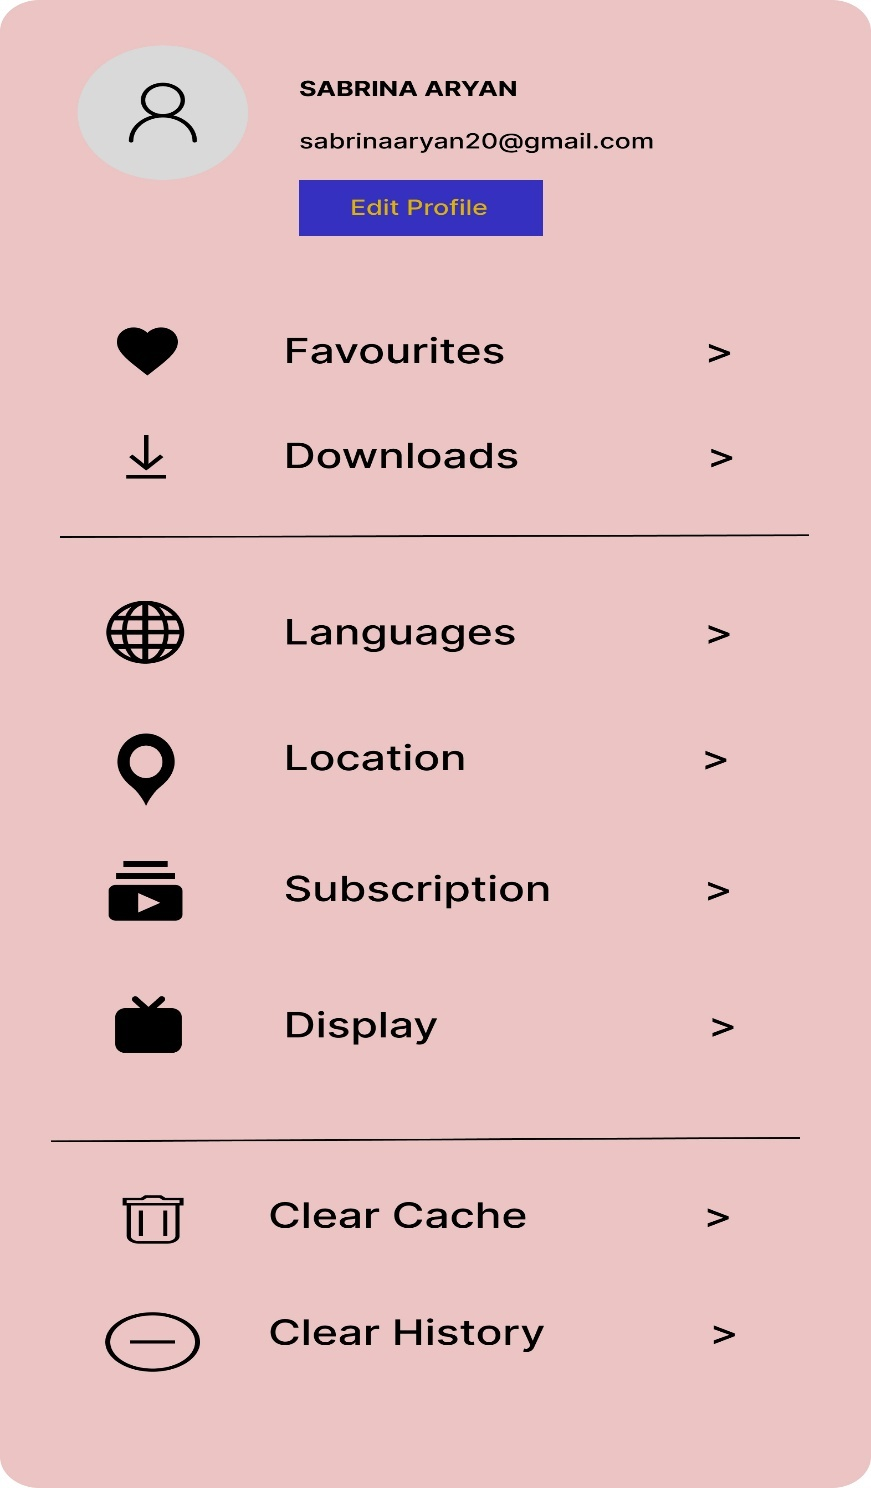 SABRINA ARYAN
sabrinaaryan20@gmail.com
Edit Profile
Favourites >
Downloads >
Languages >
Location >
Subscription >
Display >
Clear Cache >
Clear History >